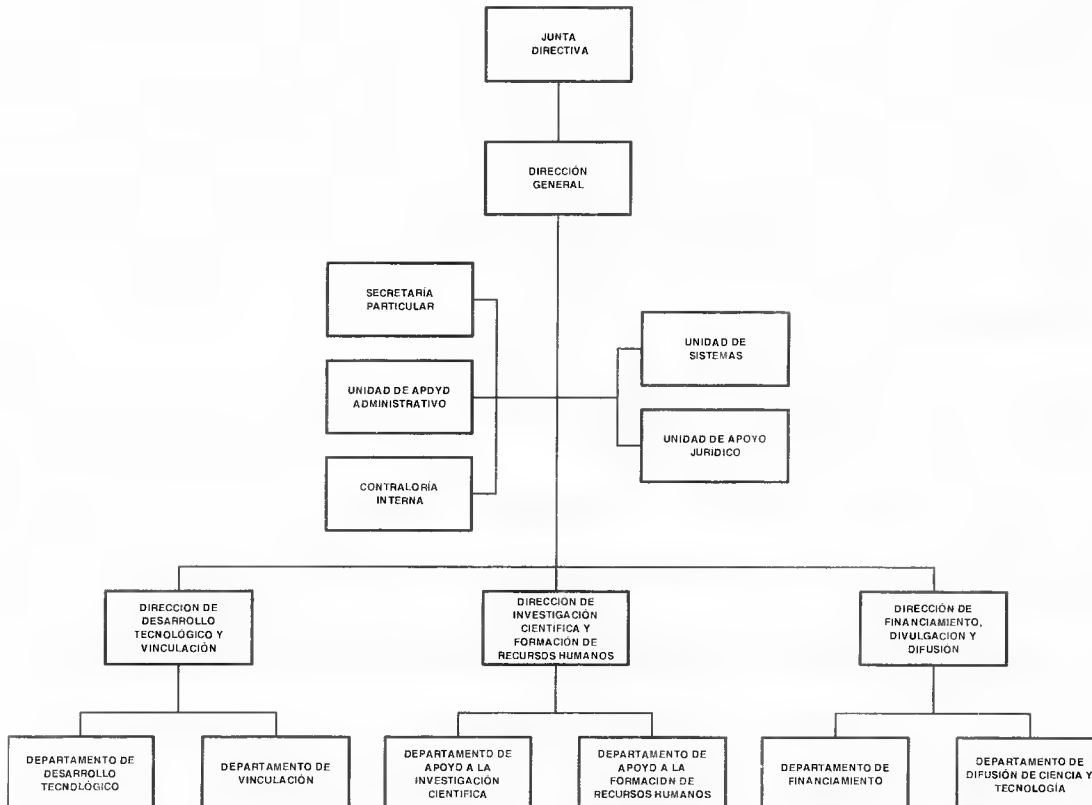 JUNTA
DIRECTIVA
DIRECCIÓN
GENERAL
SECRETARÍA
PARTICULAR
UNIDAD DE APDYD
ADMINISTRATIVO
CONTRALORÍA
INTERNA
UNIDAD DE
SISTEMAS
UNIDAD DE APOYO
JURIDICO
DIRECCION DE
DESARROLLO
TECNOLÓGICO Y
VINCULACIÓN
DIRECCIÓN DE
INVESTIGACIÓN
CIENTIFICA Y
FORMACIÓN DE
RECURSOS HUMANOS
DIRECCIÓN DE
FINANCIAMIENTO,
DIVULGACION Y
DIFUSIÓN
DEPARTAMENTO DE
DESARROLLO
TECNOLÓGICO
DEPARTAMENTO DE
VINCULACIÓN
DEPARTAMENTO DE
APOYO A LA
INVESTIGACIÓN
CIENTIFICA
DEPARTAMENTO DE
APOYO A LA
FORMACION DE
RECURSOS HUMANOS
DEPARTAMENTO DE
FINANCIAMIENTO
DEPARTAMENTO DE
DIFUSIÓN DE CIENCIA Y
TECNOLOGÍA